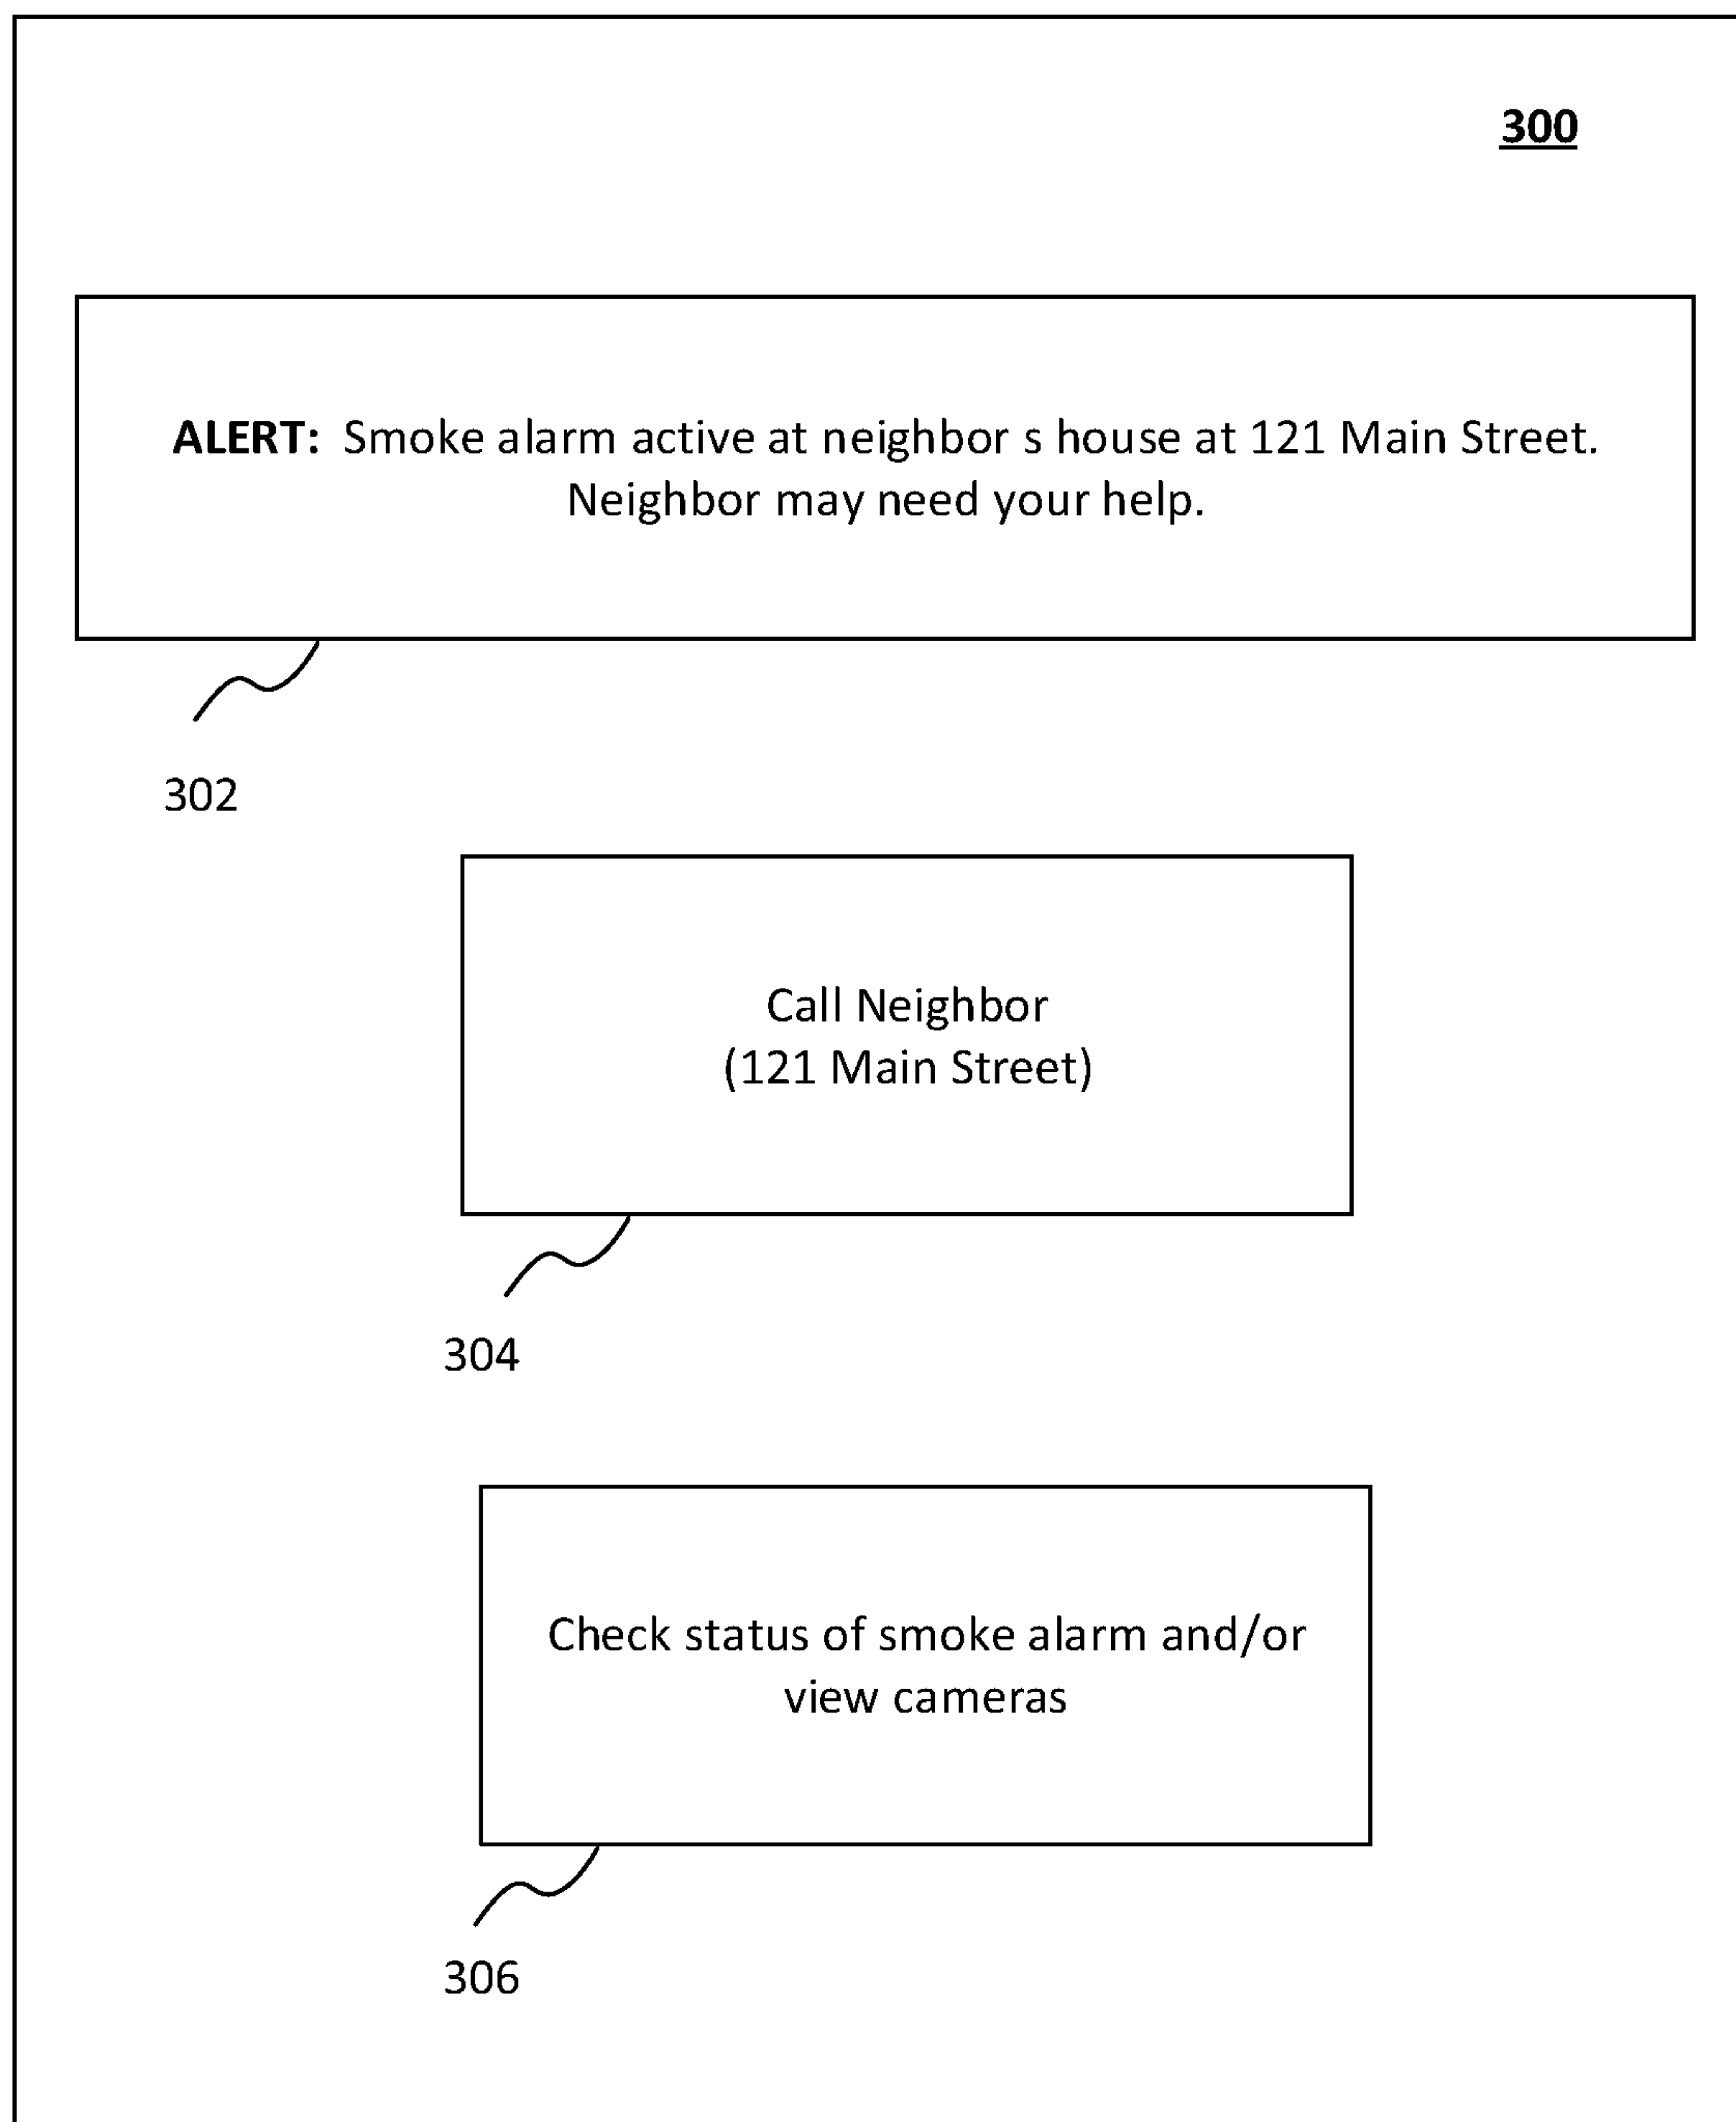 300
ALERT: Smoke alarm active at neighbor s house at 121 Main Street.
Neighbor may need your help.
302
Call Neighbor
(121 Main Street)
304
Check status of smoke alarm and/or
view cameras
306